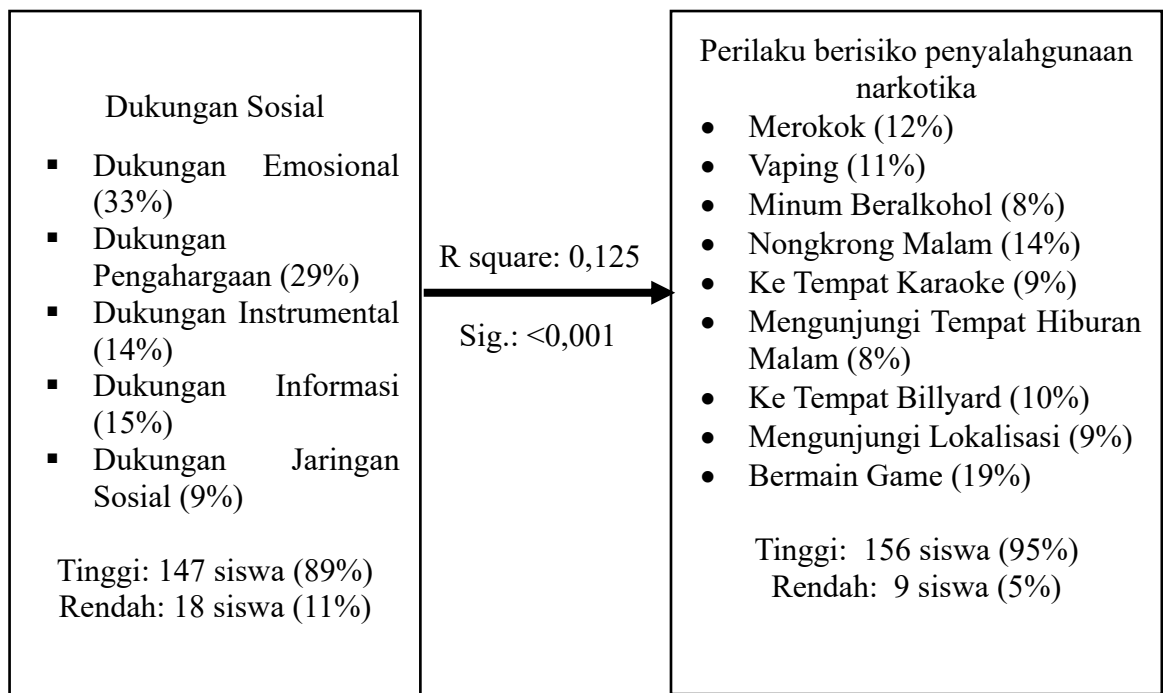 Dukungan Sosial
▪ Dukungan Emosional
(33%)
▪ Dukungan
Pengahargaan (29%)
▪ Dukungan Instrumental
(14%)
▪ Dukungan Informasi
(15%)
▪ Dukungan Jaringan
Sosial (9%)
Tinggi: 147 siswa (89%)
Rendah: 18 siswa (11%)
R square: 0,125
Sig.: <0,001
Perilaku berisiko penyalahgunaan
narkotika
• Merokok (12%)
• Vaping (11%)
• Minum Beralkohol (8%)
• Nongkrong Malam (14%)
• Ke Tempat Karaoke (9%)
• Mengunjungi Tempat Hiburan
Malam (8%)
• Ke Tempat Billyard (10%)
• Mengunjungi Lokalisasi (9%)
• Bermain Game (19%)
Tinggi: 156 siswa (95%)
Rendah: 9 siswa (5%)